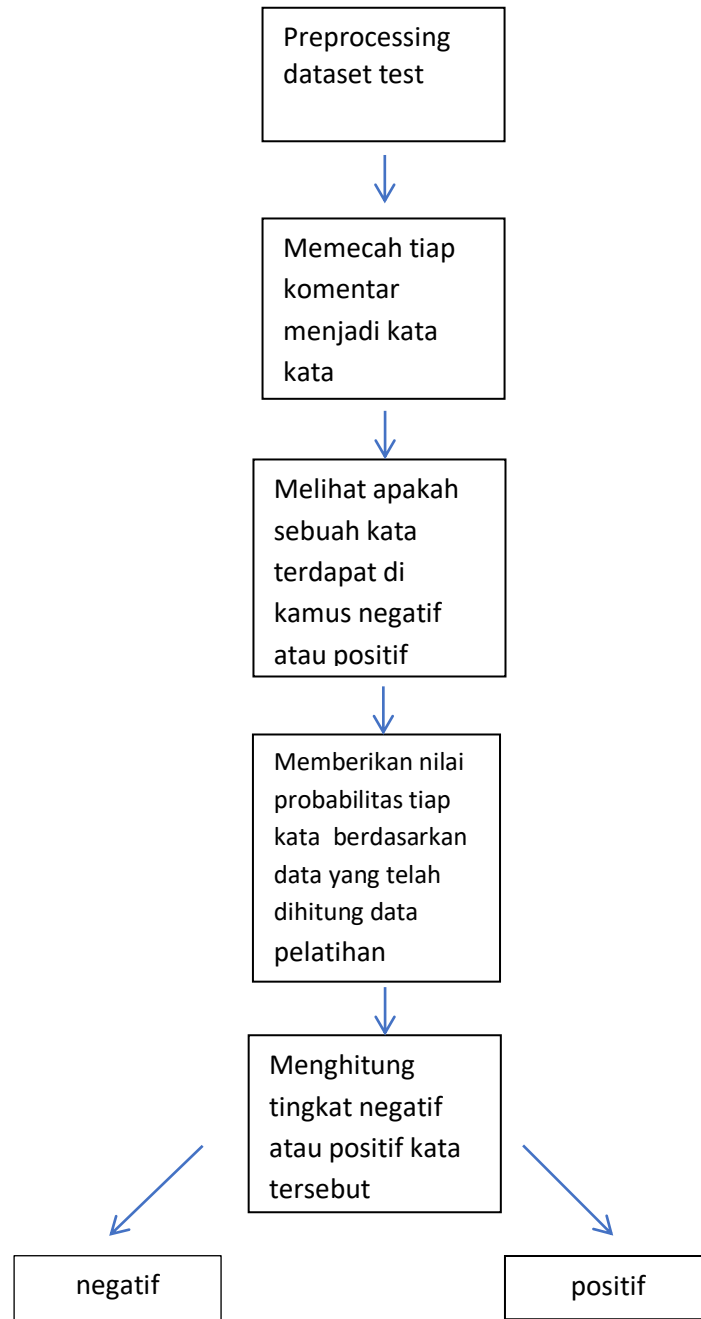 Preprocessing
dataset test
Memecah tiap
komentar
menjadi kata
kata
Melihat apakah
sebuah kata
terdapat di
kamus negatif
atau positif
Memberikan nilai
probabilitas tiap
kata  berdasarkan
data yang telah
dihitung data
pelatihan
Menghitung
tingkat negatif
atau positif kata
tersebut
negatif
positif